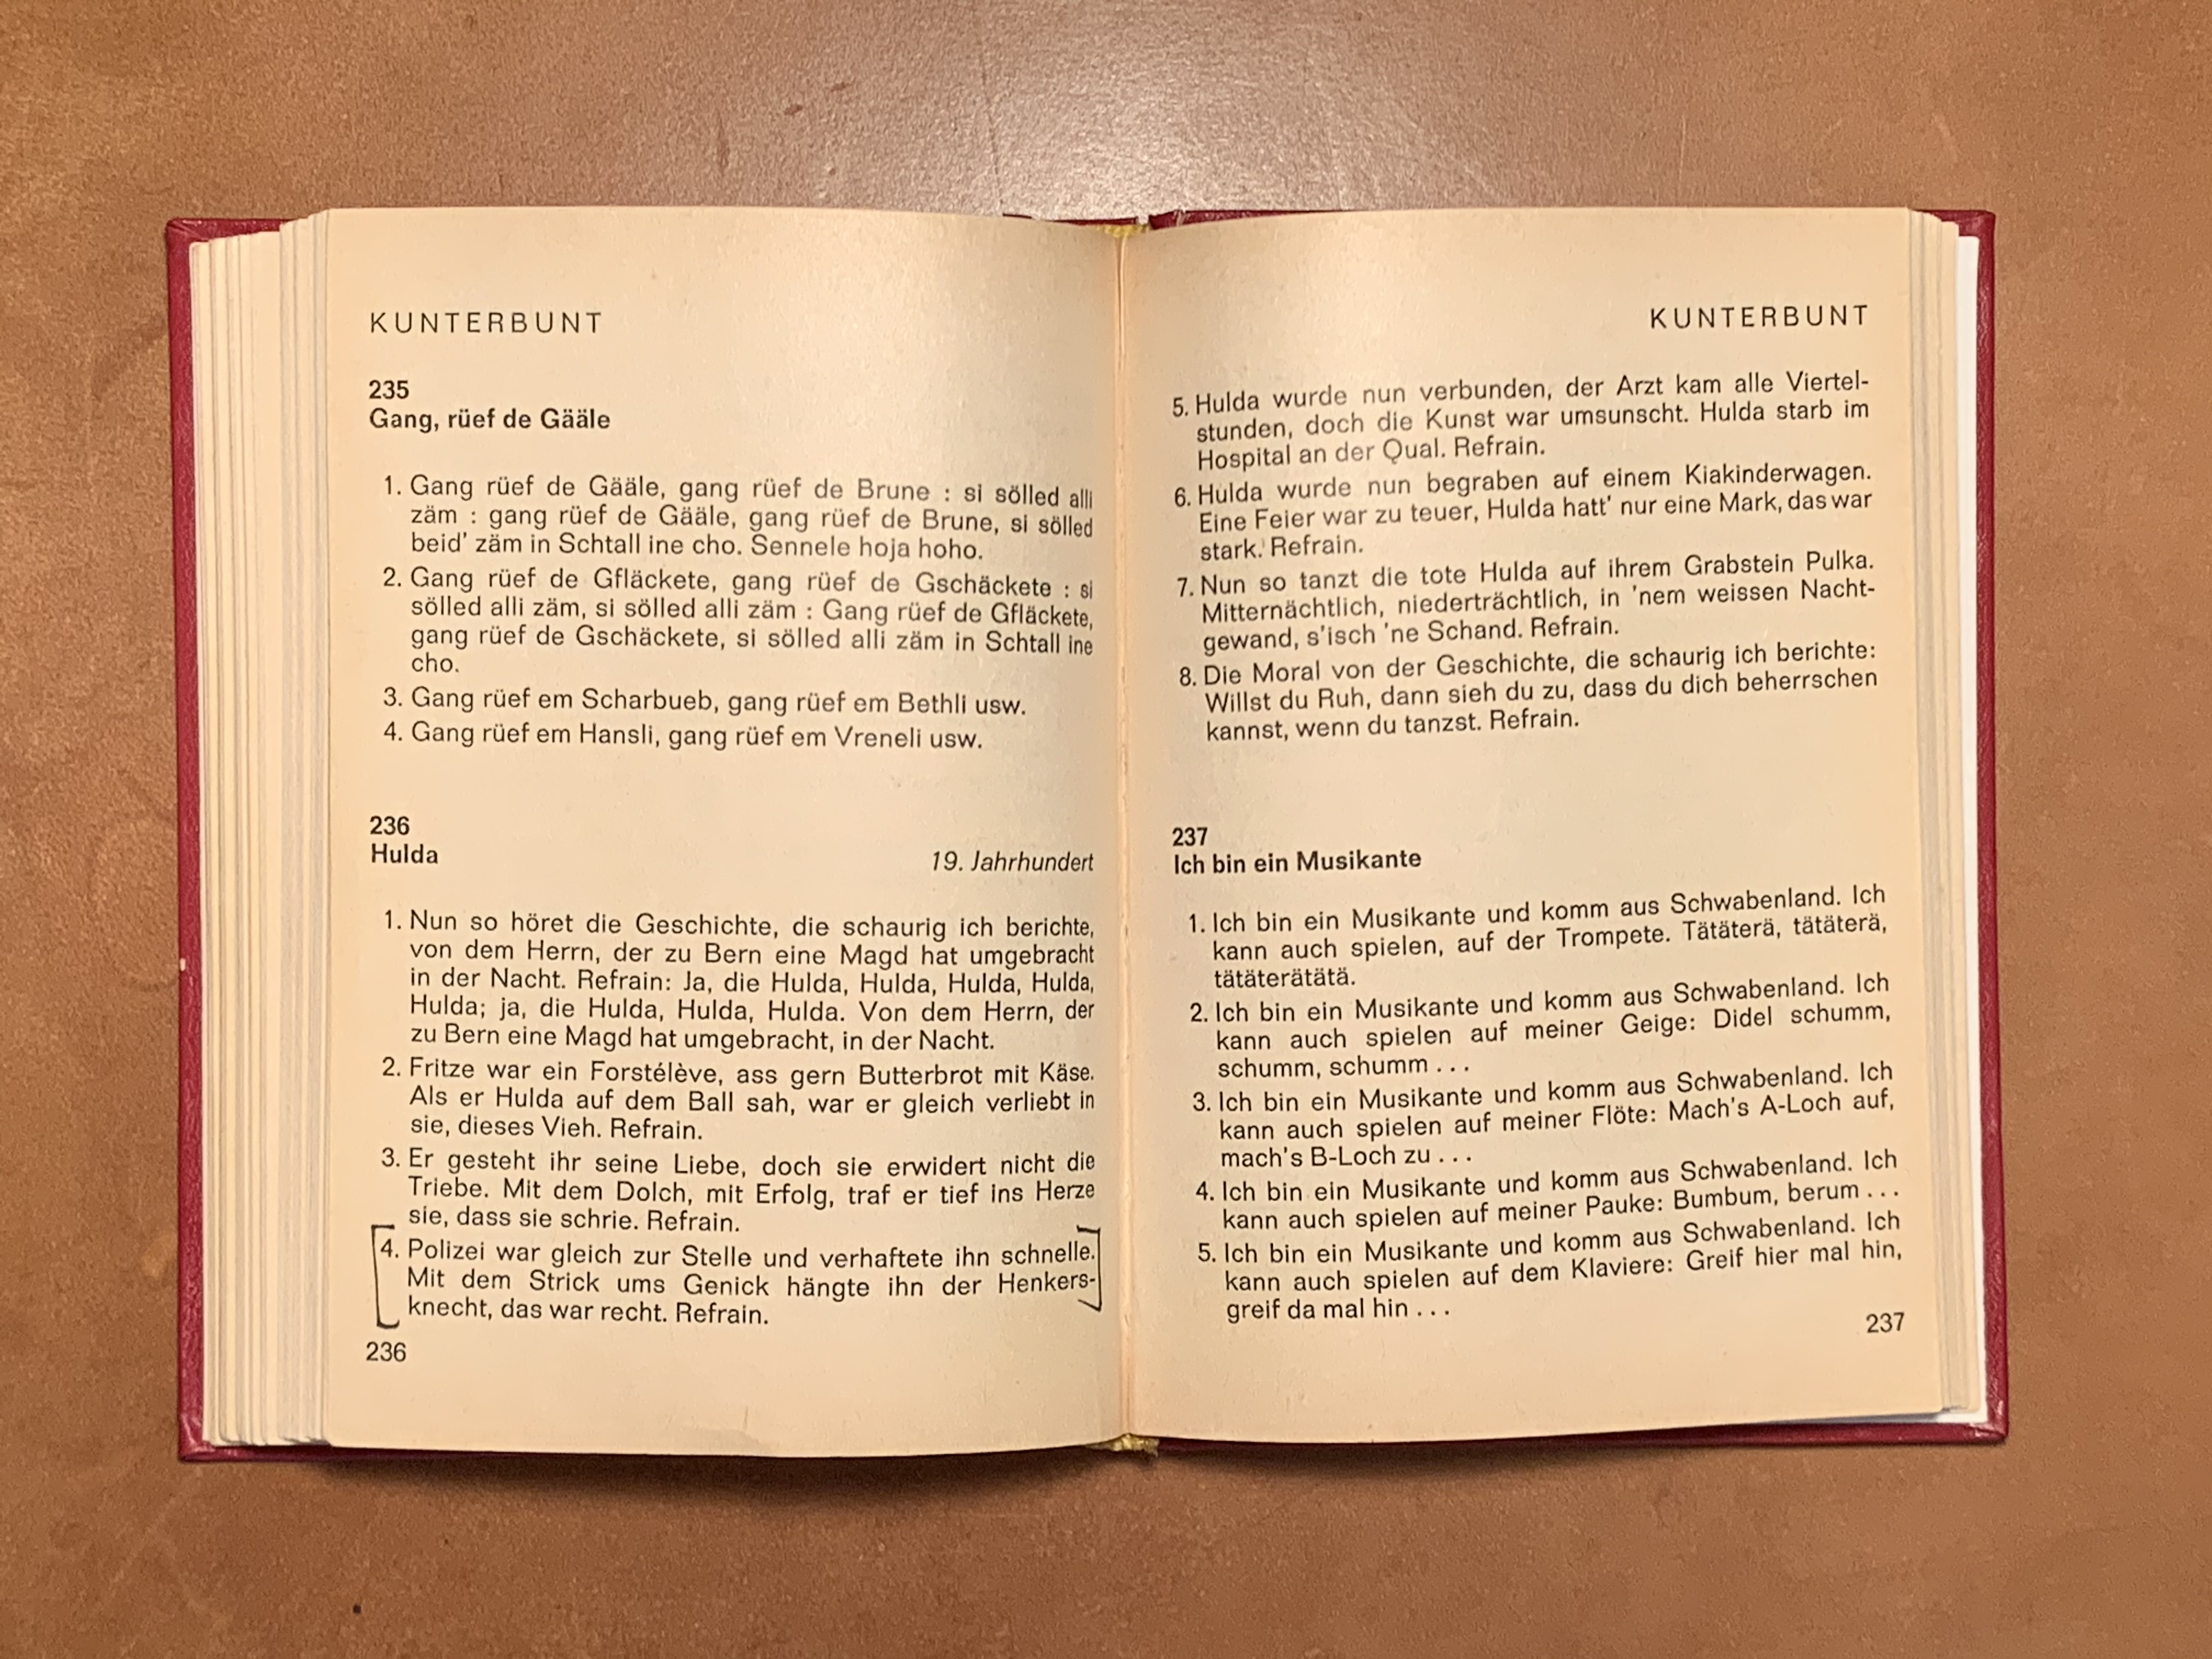 KUNTERBUNT
235
Gang, rüef de Gääle
1. Gang rüef de Gääle, gang rüef de Brune : si sölled alli
zäm : gang rüef de Gääle, gang rüef de Brune, si sölled
beid' zäm in Schtall ine cho. Sennele hoja hoho.
2. Gang rüef de Gfläckete, gang rüef de Gschäckete : si
sölled alli zäm, si sölled alli zäm : Gang rüef de Gfläckete,
gang rüef de Gschäckete, si sölled alli zäm in Schtall ine
cho.
3. Gang rüef em Scharbueb, gang rüef em Bethli usw.
4. Gang rüef em Hansli, gang rüef em Vreneli usw.
236
Hulda
19. Jahrhundert
1. Nun so höret die Geschichte, die schaurig ich berichte,
von dem Herrn, der zu Bern eine Magd hat umgebracht
in der Nacht. Refrain: Ja, die Hulda, Hulda, Hulda, Hulda,
Hulda; ja, die Hulda, Hulda, Hulda. Von dem Herrn, der
zu Bern eine Magd hat umgebracht, in der Nacht.
2. Fritze war ein Forstélève, ass gern Butterbrot mit Käse.
Als er Hulda auf dem Ball sah, war er gleich verliebt in
sie, dieses Vieh. Refrain.
3. Er gesteht ihr seine Liebe, doch sie erwidert nicht die
Triebe. Mit dem Dolch, mit Erfolg, traf er tief ins Herze
sie, dass sie schrie. Refrain.
4. Polizei war gleich zur Stelle und verhaftete ihn schnelle.
Mit dem Strick ums Genick hängte ihn der Henkers-
knecht, das war recht. Refrain.
236
KUNTERBUNT
5. Hulda wurde nun verbunden, der Arzt kam alle Viertel-
stunden, doch die Kunst war umsunscht. Hulda starb im
Hospital an der Qual. Refrain.
6. Hulda wurde nun begraben auf einem Kiakinderwagen.
Eine Feier war zu teuer, Hulda hatt' nur eine Mark, das war
stark. Refrain.
7. Nun so tanzt die tote Hulda auf ihrem Grabstein Pulka.
Mitternächtlich, niederträchtlich, in 'nem weissen Nacht-
gewand, s'isch 'ne Schand. Refrain.
8. Die Moral von der Geschichte, die schaurig ich berichte:
Willst du Ruh, dann sieh du zu, dass du dich beherrschen
kannst, wenn du tanzst. Refrain.
237
Ich bin ein Musikante
1. Ich bin ein Musikante und komm aus Schwabenland. Ich
kann auch spielen, auf der Trompete. Tätäterä, tätäterä,
tätäterätätä.
2. Ich bin ein Musikante und komm aus Schwabenland. Ich
kann auch spielen auf meiner Geige: Didel schumm,
schumm, schumm ...
3. Ich bin ein Musikante und komm aus Schwabenland. Ich
kann auch spielen auf meiner Flöte: Mach's A-Loch auf,
mach's B-Loch zu ...
4. Ich bin ein Musikante und komm aus Schwabenland. Ich
kann auch spielen auf meiner Pauke: Bumbum, berum ...
5. Ich bin ein Musikante und komm aus Schwabenland. Ich
kann auch spielen auf dem Klaviere: Greif hier mal hin,
greif da mal hin ...
237